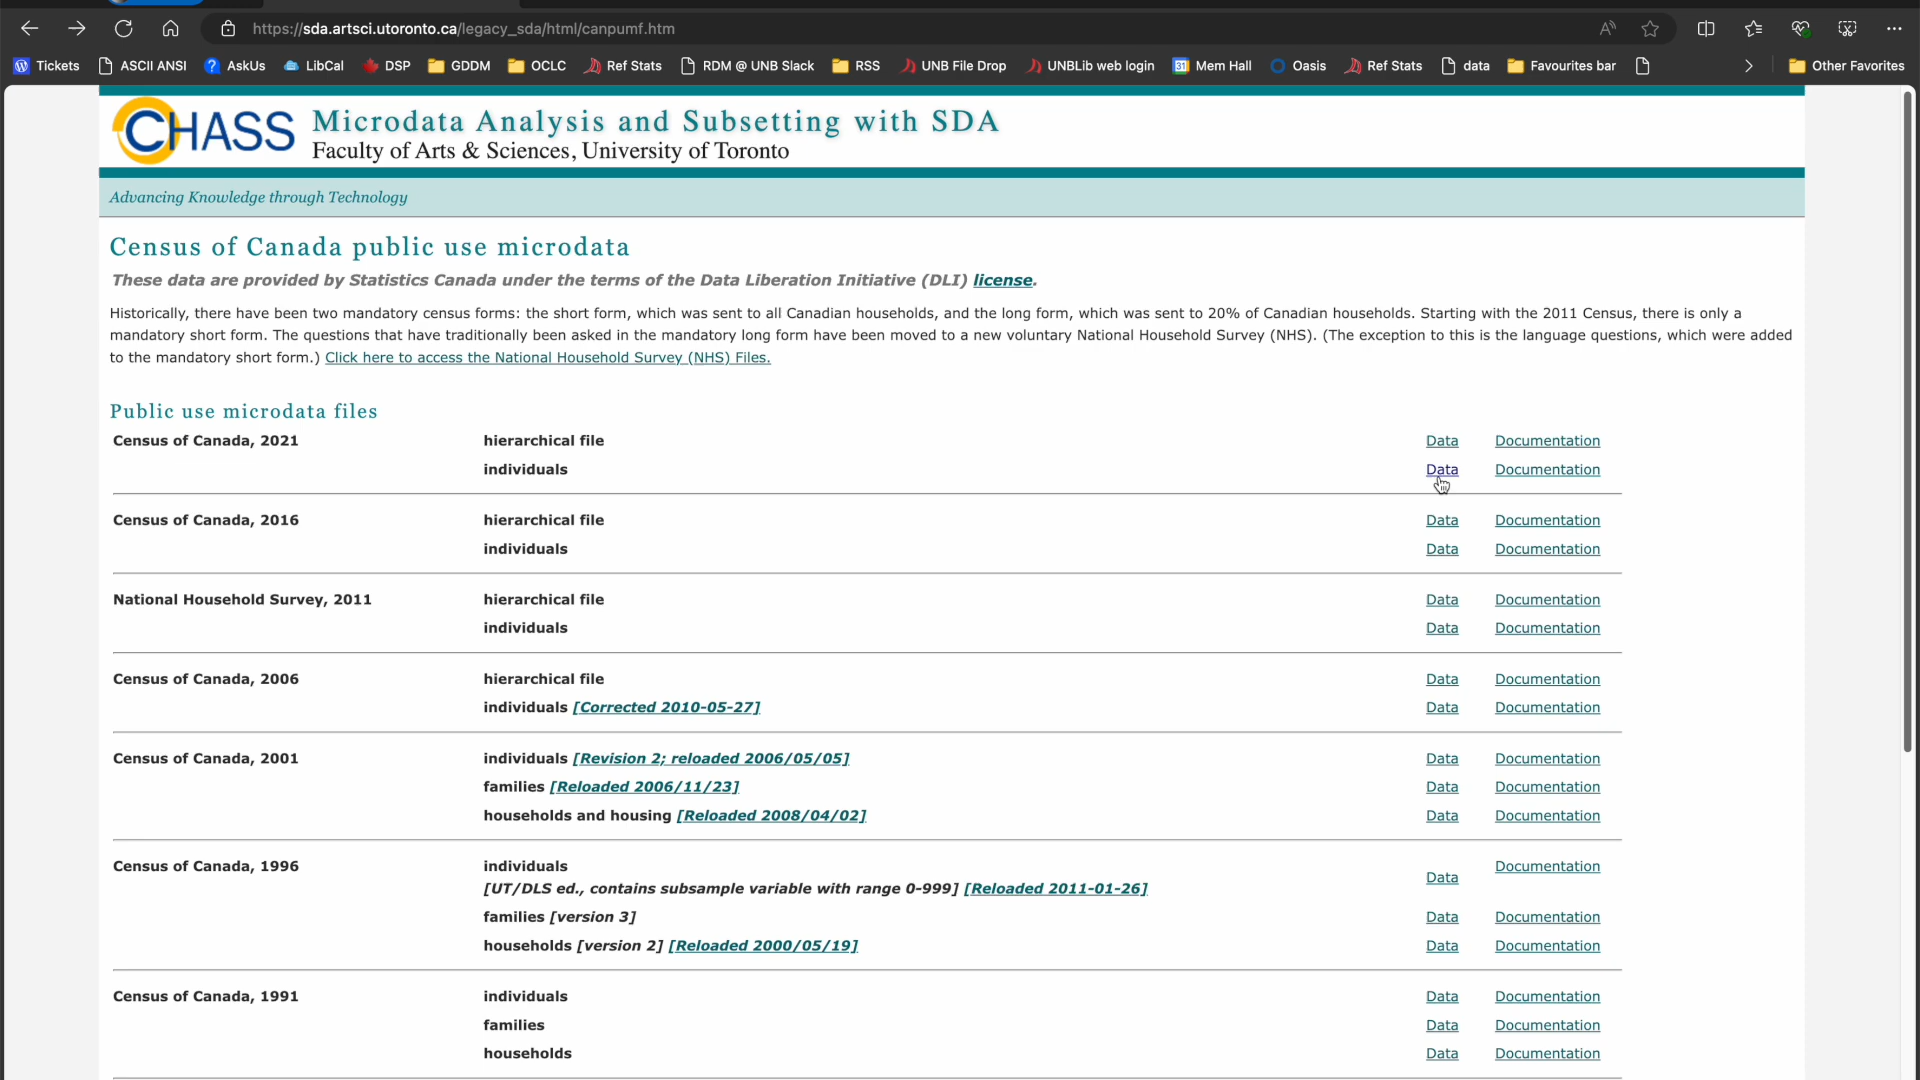 https://sda.artsci.utoronto.ca/legacy_sda/html/canpumf.htm
Tickets ASCII ANSI AskUs LibCal DSP GDDM OCLC Ref Stats RDM @ UNB Slack RSS UNB File Drop UNBLib web login 31 Mem Hall Oasis Ref Stats data Favourites bar Other Favorites
CHASS Microdata Analysis and Subsetting with SDA
Faculty of Arts & Sciences, University of Toronto
Advancing Knowledge through Technology
Census of Canada public use microdata
These data are provided by Statistics Canada under the terms of the Data Liberation Initiative (DLI) license.
Historically, there have been two mandatory census forms: the short form, which was sent to all Canadian households, and the long form, which was sent to 20% of Canadian households. Starting with the 2011 Census, there is only a
mandatory short form. The questions that have traditionally been asked in the mandatory long form have been moved to a new voluntary National Household Survey (NHS). (The exception to this is the language questions, which were added
to the mandatory short form.) Click here to access the National Household Survey (NHS) Files.
Public use microdata files
Census of Canada, 2021 hierarchical file Data Documentation
individuals Data Documentation
Census of Canada, 2016 hierarchical file Data Documentation
individuals Data Documentation
National Household Survey, 2011 hierarchical file Data Documentation
individuals Data Documentation
Census of Canada, 2006 hierarchical file Data Documentation
individuals [Corrected 2010-05-27] Data Documentation
Census of Canada, 2001 individuals [Revision 2; reloaded 2006/05/05] Data Documentation
families [Reloaded 2006/11/23] Data Documentation
households and housing [Reloaded 2008/04/02] Data Documentation
Census of Canada, 1996 individuals Documentation
[UT/DLS ed., contains subsample variable with range 0-999] [Reloaded 2011-01-26] Data
families [version 3] Data Documentation
households [version 2] [Reloaded 2000/05/19] Data Documentation
Census of Canada, 1991 individuals Data Documentation
families Data Documentation
households Data Documentation